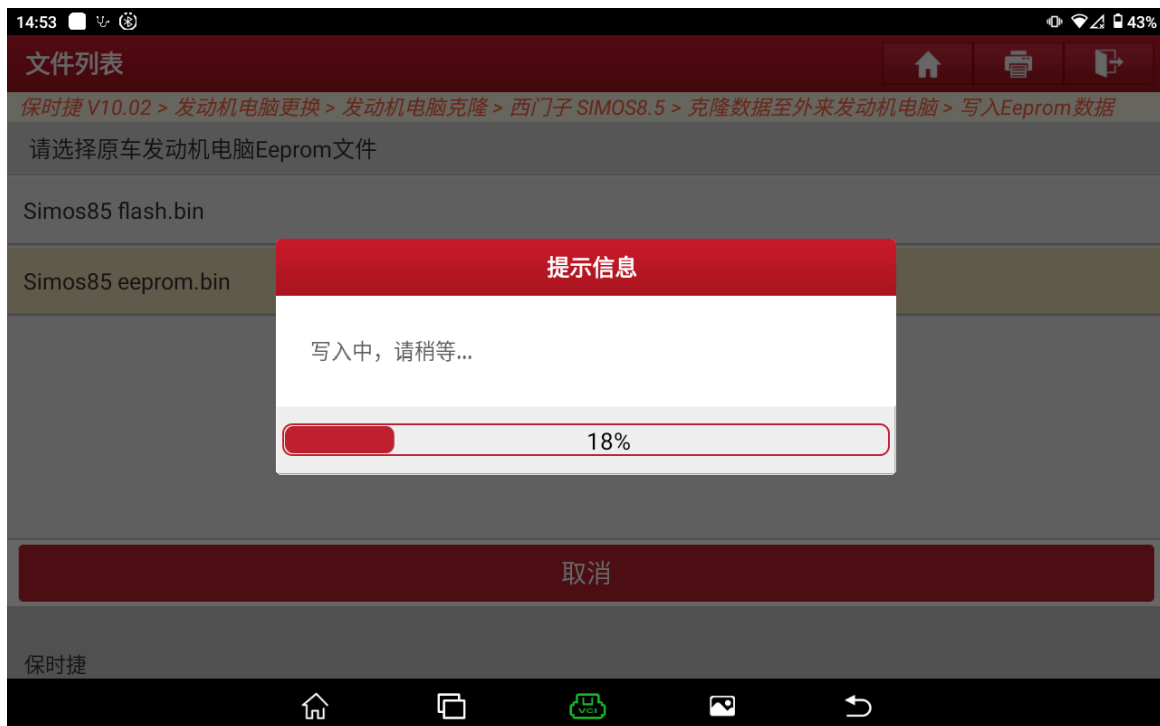 14:53
43%
文件列表
保时捷 V10.02 > 发动机电脑更换 > 发动机电脑克隆 > 西门子 SIMOS8.5 > 克隆数据至外来发动机电脑 > 写入Eeprom数据
请选择原车发动机电脑Eeprom文件
Simos85 flash.bin
Simos85 eeprom.bin
提示信息
写入中，请稍等...
18%
取消
保时捷
VCI